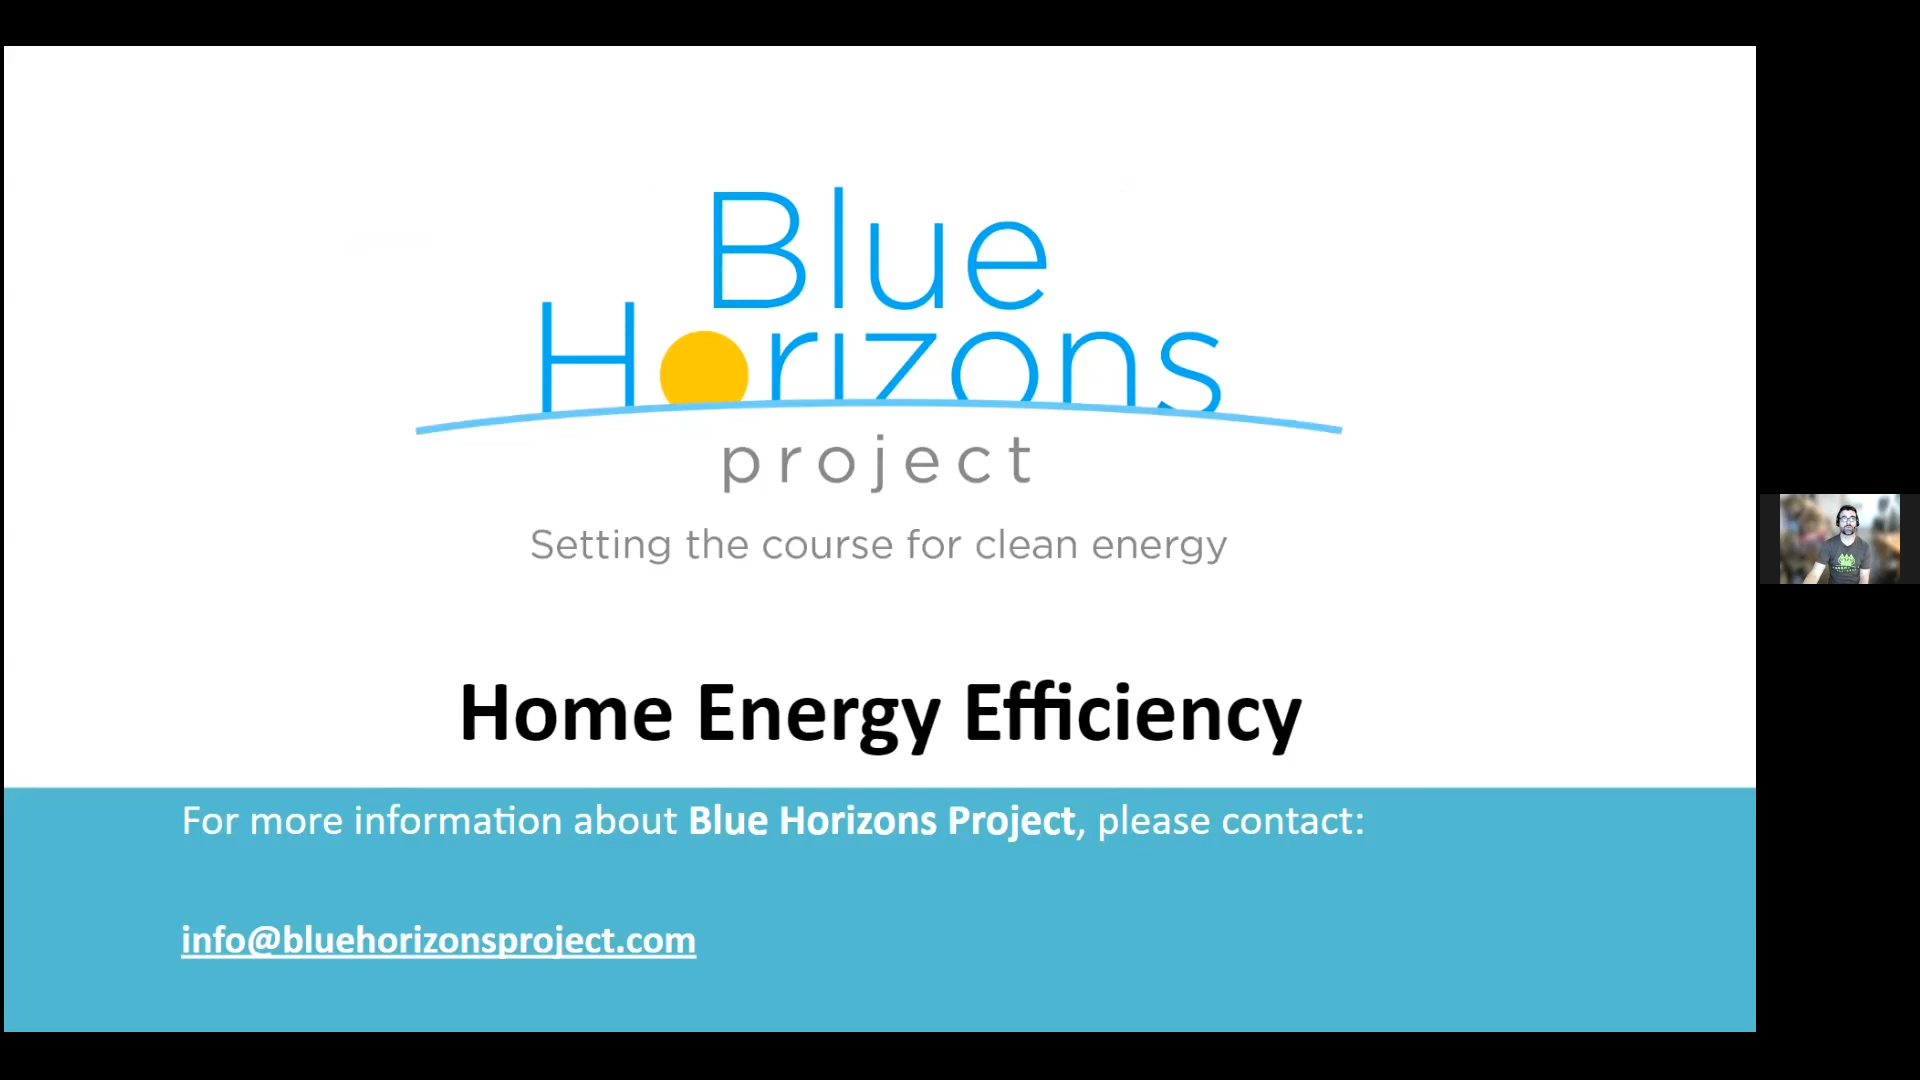 Blue
Horizons
project
Setting the course for clean energy
Home Energy Efficiency
For more information about Blue Horizons Project, please contact:
info@bluehorizonsproject.com